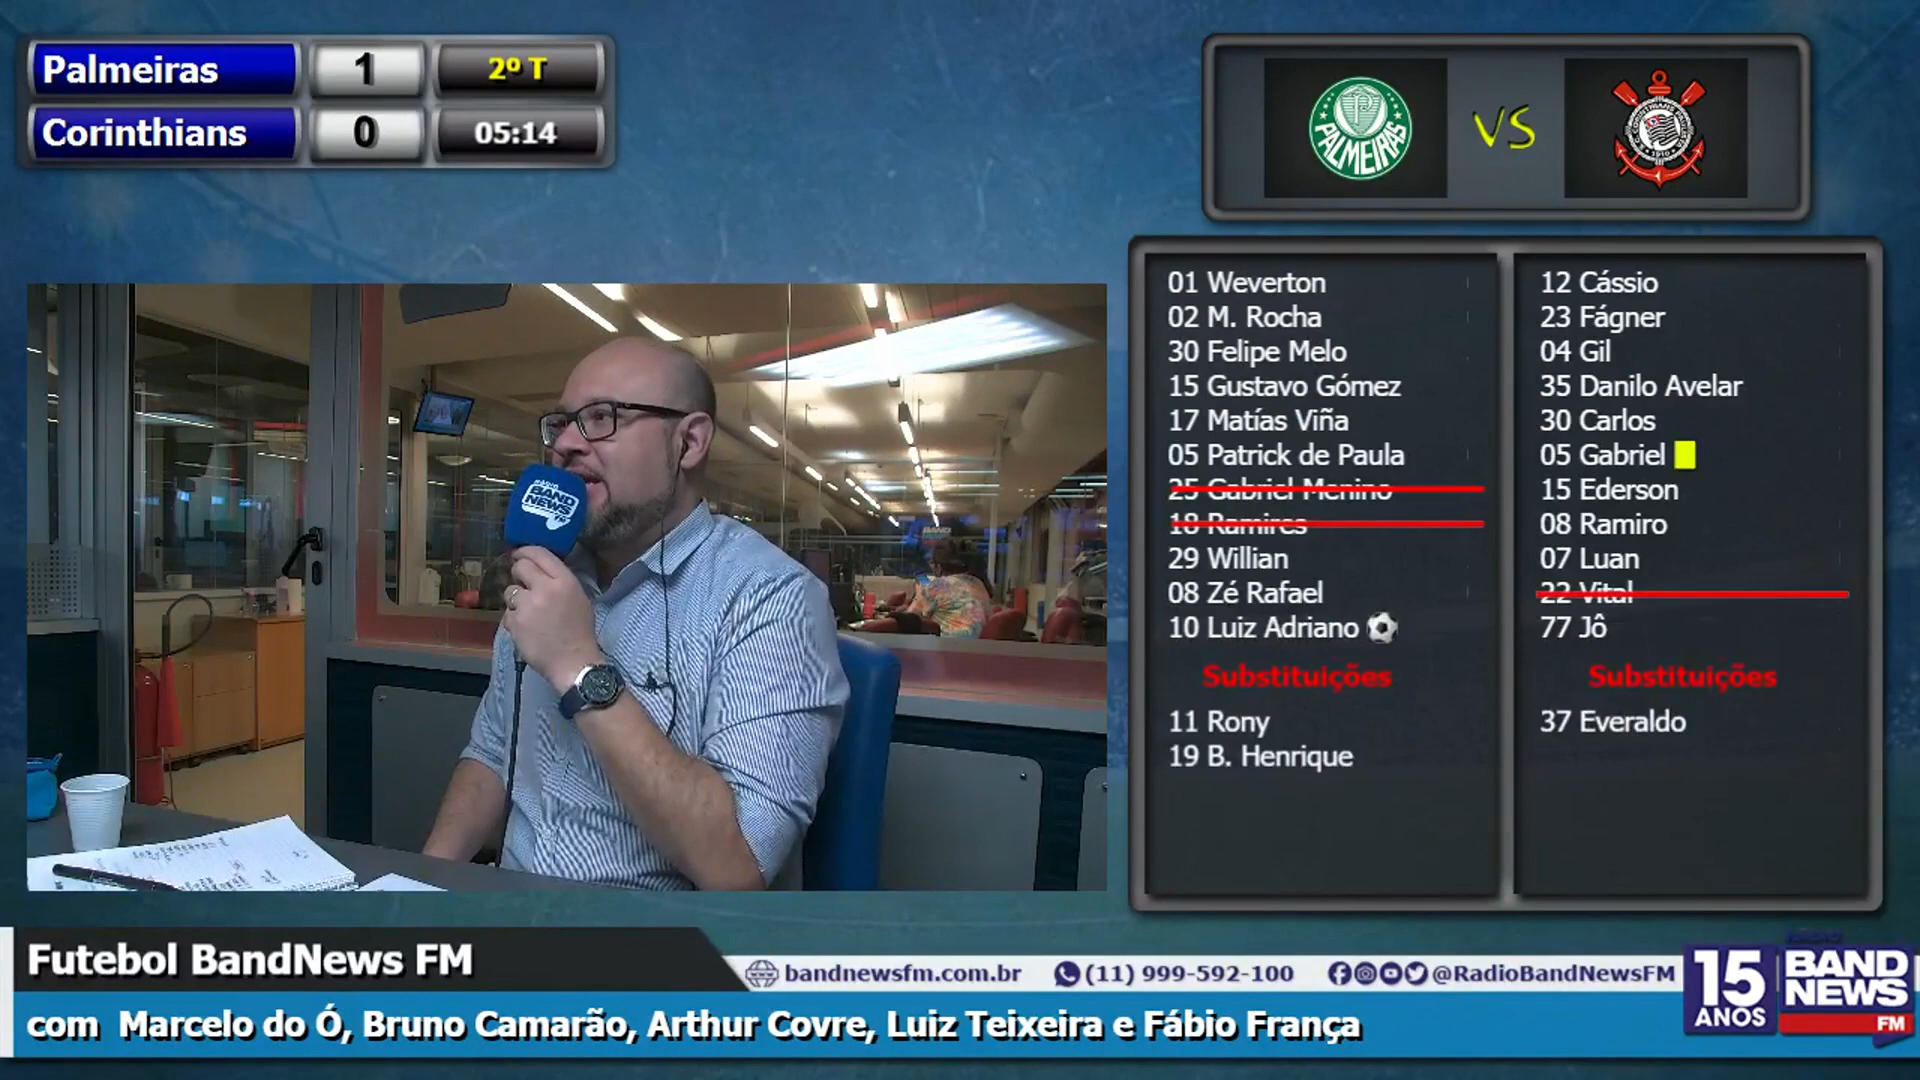 Palmeiras 1 2º T
Corinthians 0 05:14
PALMEIRAS
VS
01 Weverton
02 M. Rocha
30 Felipe Melo
15 Gustavo Gómez
17 Matías Viña
05 Patrick de Paula
25 Gabriel Menino
18 Ramires
29 Willian
08 Zé Rafael
10 Luiz Adriano
Substituições
11 Rony
19 B. Henrique
12 Cássio
23 Fágner
04 Gil
35 Danilo Avelar
30 Carlos
05 Gabriel
15 Ederson
08 Ramiro
07 Luan
22 Vital
77 Jô
Substituições
37 Everaldo
RÁDIO
BAND
NEWS
FM
Futebol BandNews FM
bandnewsfm.com.br (11) 999-592-100 @RadioBandNewsFM
com Marcelo do Ó, Bruno Camarão, Arthur Covre, Luiz Teixeira e Fábio França
15
ANOS
BAND
NEWS
FM